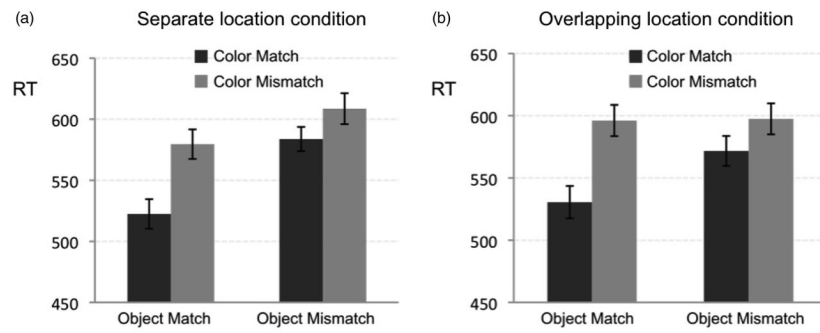 (a) Separate location condition
650
600
550
500
450
RT
Color Match
Color Mismatch
Object Match Object Mismatch
(b) Overlapping location condition
650
600
550
500
450
RT
Color Match
Color Mismatch
Object Match Object Mismatch